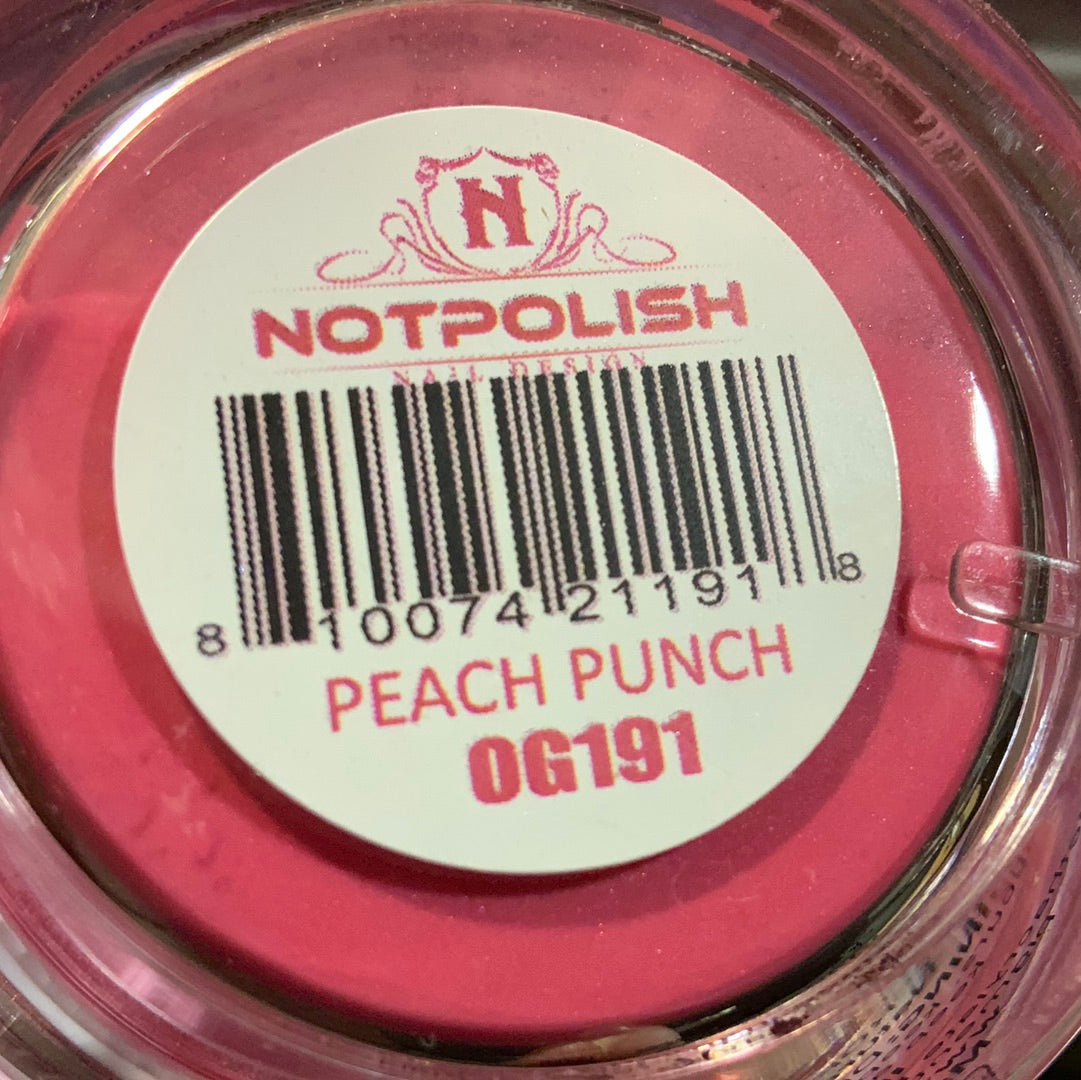 N
NOTPOLISH
NAIL DESIGN
8 10074 21191 8
PEACH PUNCH
OG191